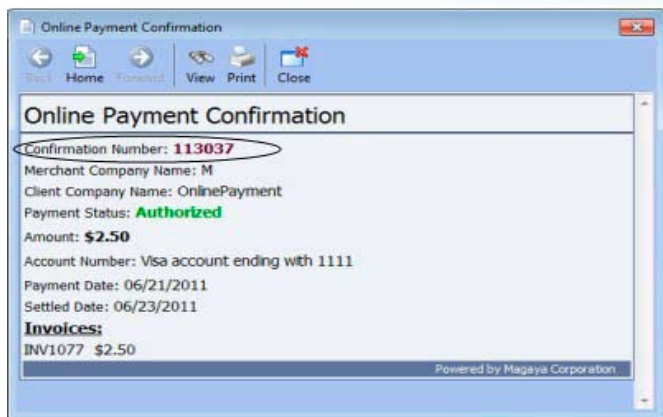 Online Payment Confirmation
Back Home Forward View Print Close
Online Payment Confirmation
Confirmation Number: 113037
Merchant Company Name: M
Client Company Name: OnlinePayment
Payment Status: Authorized
Amount: $2.50
Account Number: Visa account ending with 1111
Payment Date: 06/21/2011
Settled Date: 06/23/2011
Invoices:
INV1077 $2.50
Powered by Magaya Corporation